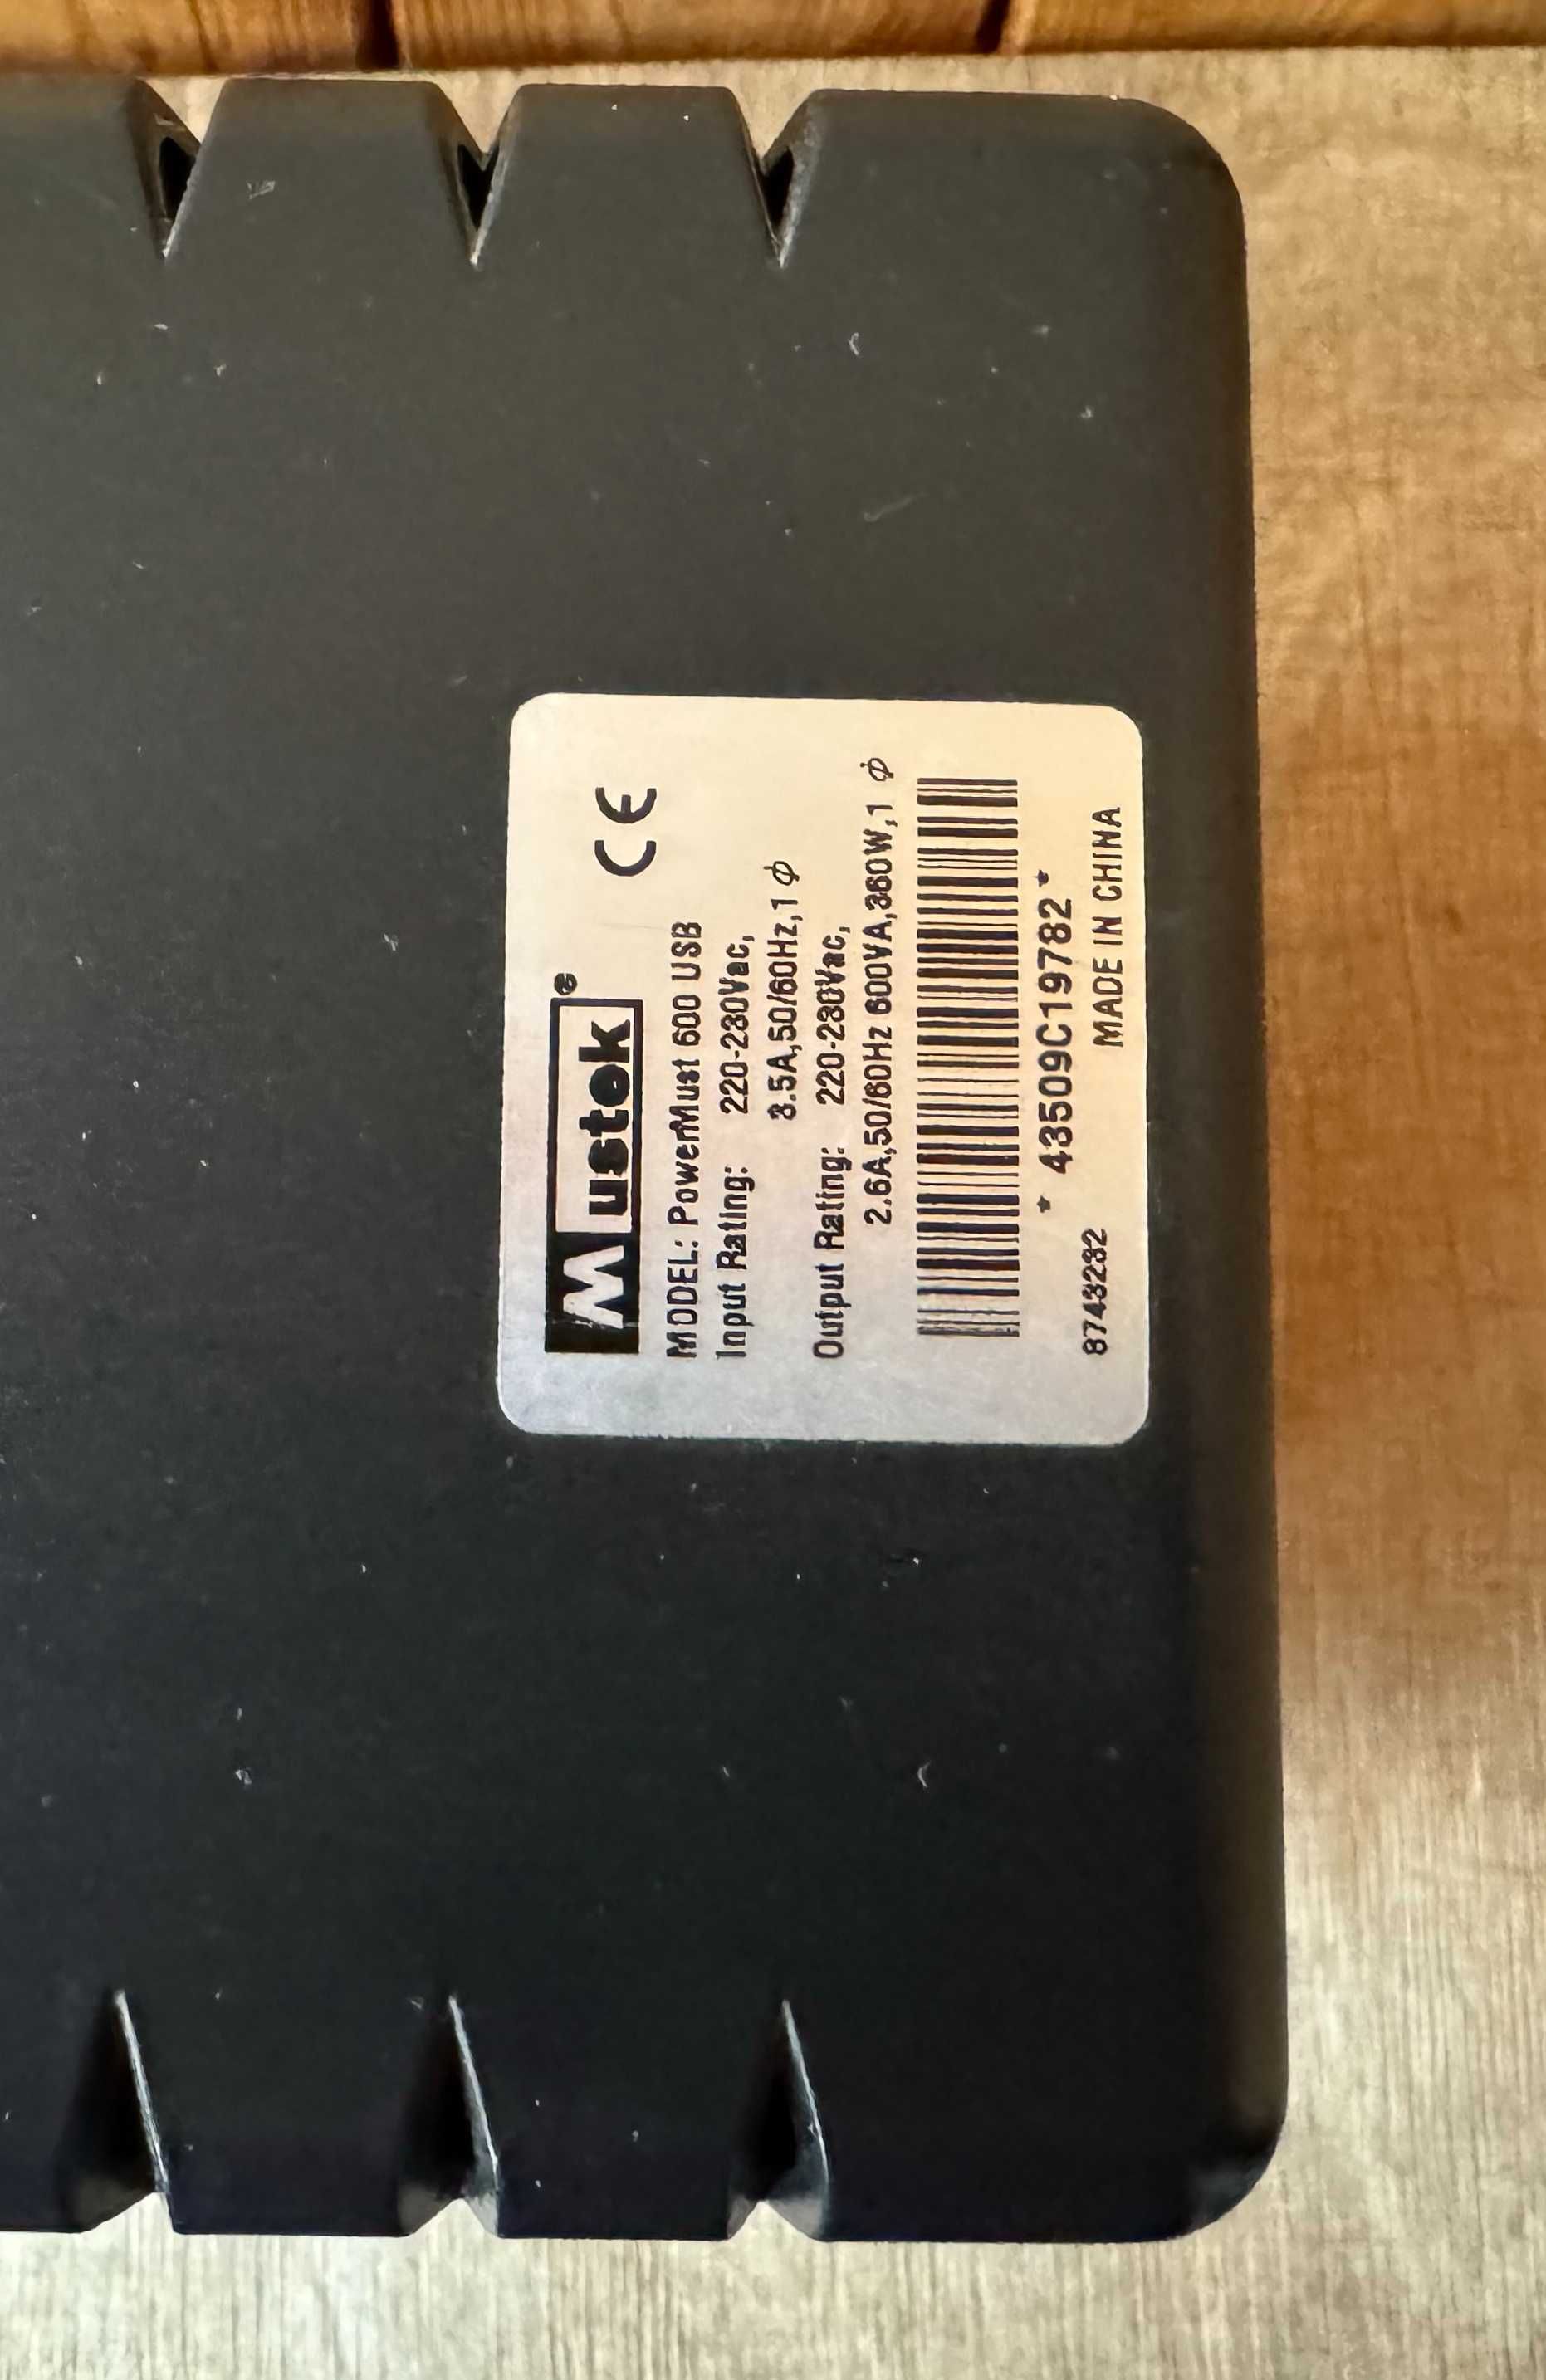 Mustek®
CE
MODEL: PowerMust 600 USB
Input Rating: 220-230Vac,
3.5A,50/60Hz,1 ϕ
Output Rating: 220-230Vac,
2.6A,50/60Hz 600VA,360W,1 ϕ
* 43509C19782 *
8743282 MADE IN CHINA